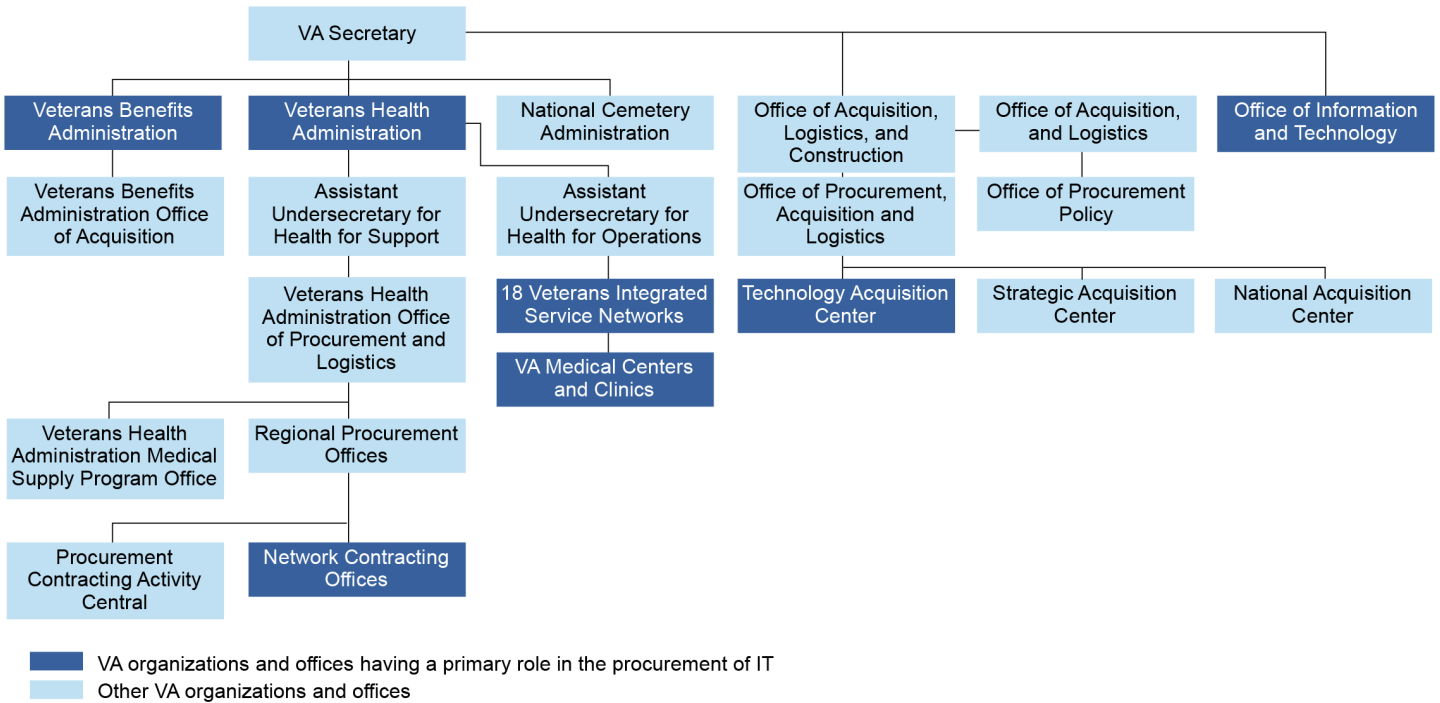 VA Secretary
Veterans Benefits
Administration
Veterans Health
Administration
National Cemetery
Administration
Office of Acquisition,
Logistics, and
Construction
Office of Acquisition,
and Logistics
Office of Information
and Technology
Veterans Benefits
Administration Office
of Acquisition
Assistant
Undersecretary for
Health for Support
Assistant
Undersecretary for
Health for Operations
Office of Procurement,
Acquisition and
Logistics
Office of Procurement
Policy
Veterans Health
Administration Office
of Procurement and
Logistics
18 Veterans Integrated
Service Networks
Technology Acquisition
Center
Strategic Acquisition
Center
National Acquisition
Center
VA Medical Centers
and Clinics
Veterans Health
Administration Medical
Supply Program Office
Regional Procurement
Offices
Procurement
Contracting Activity
Central
Network Contracting
Offices
VA organizations and offices having a primary role in the procurement of IT
Other VA organizations and offices